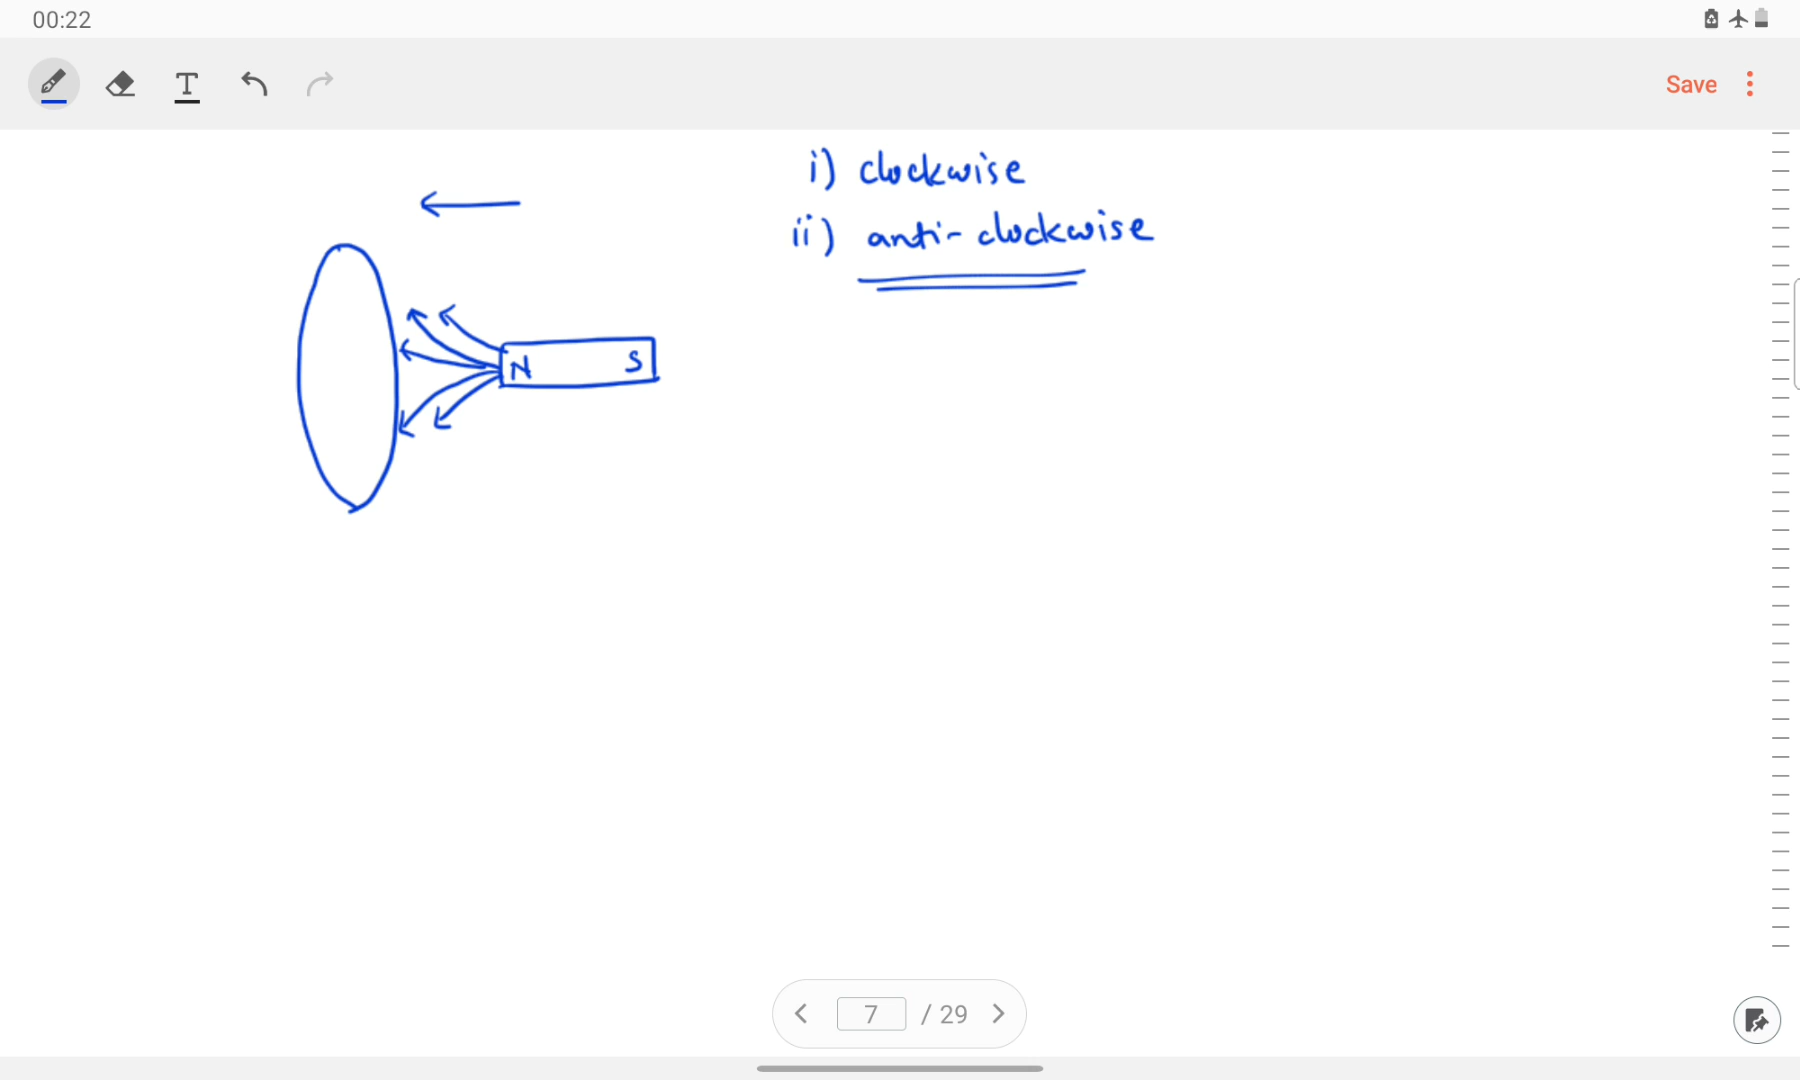 00:22
T
Save
i) clockwise
ii) anti-clockwise
N S
7 / 29